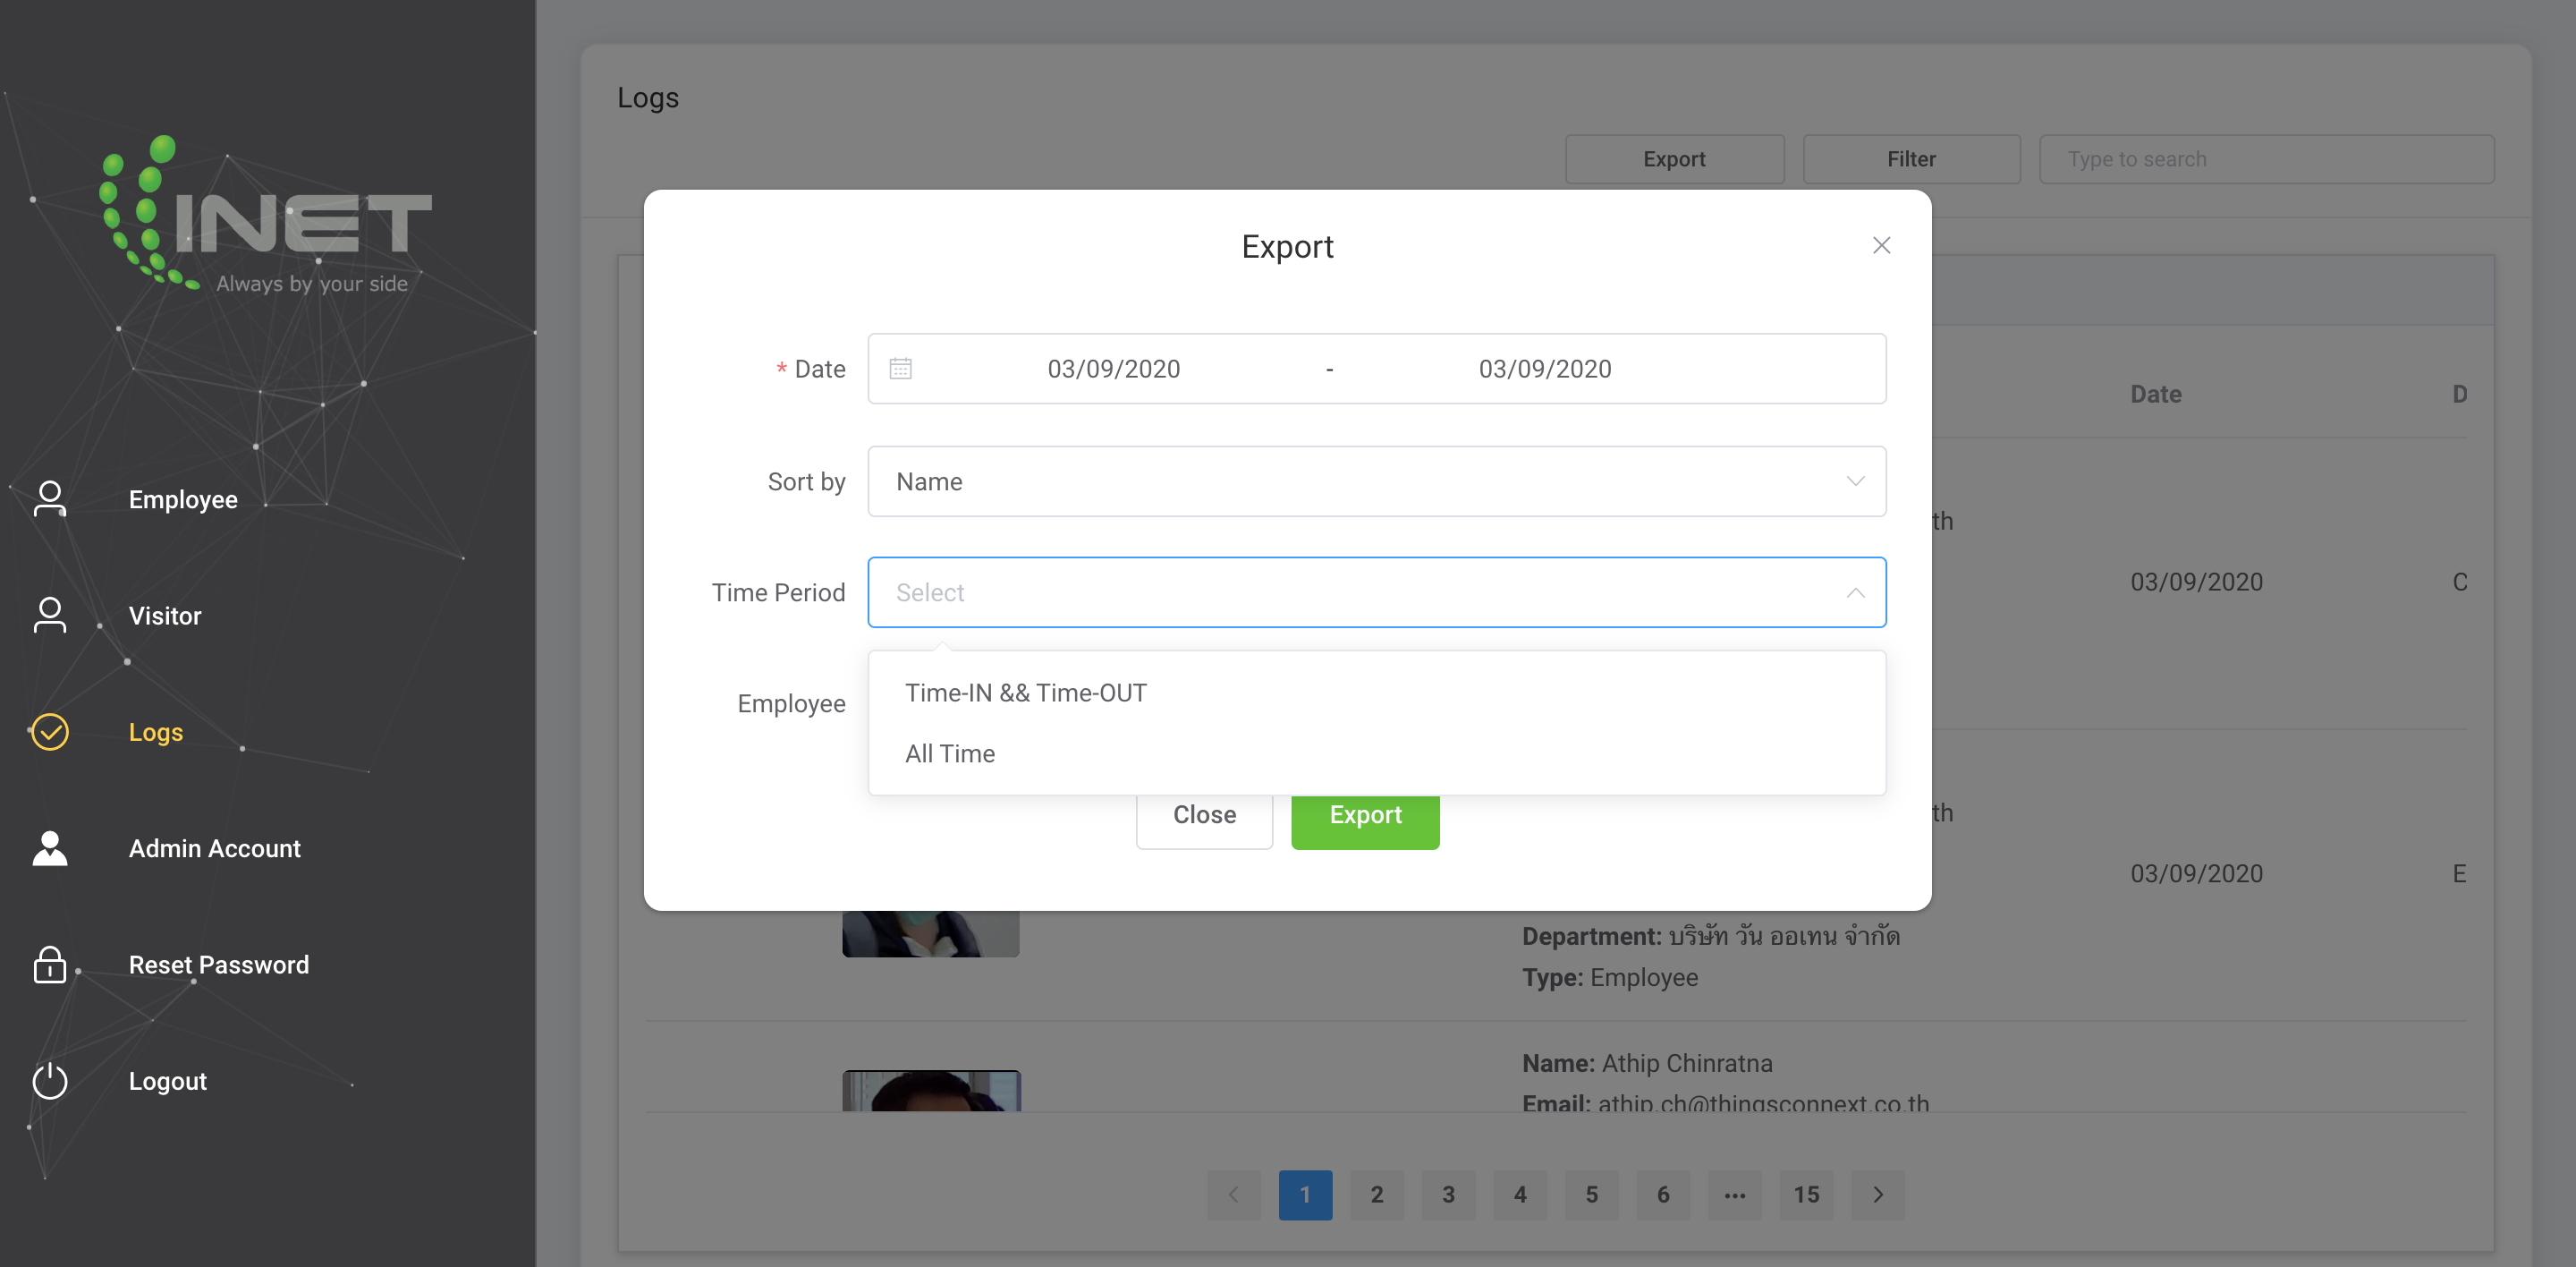 INET
Always by your side
Employee
Visitor
Logs
Admin Account
Reset Password
Logout
Logs
Export
Filter
Type to search
Export
* Date
03/09/2020 - 03/09/2020
Sort by
Name
Time Period
Select
Time-IN && Time-OUT
All Time
Employee
Close
Export
Date
D
th
03/09/2020
C
th
03/09/2020
E
Department: บริษัท วัน ออเทน จำกัด
Type: Employee
Name: Athip Chinratna
Email: athip.ch@thingsconnext.co.th
1
2
3
4
5
6
...
15